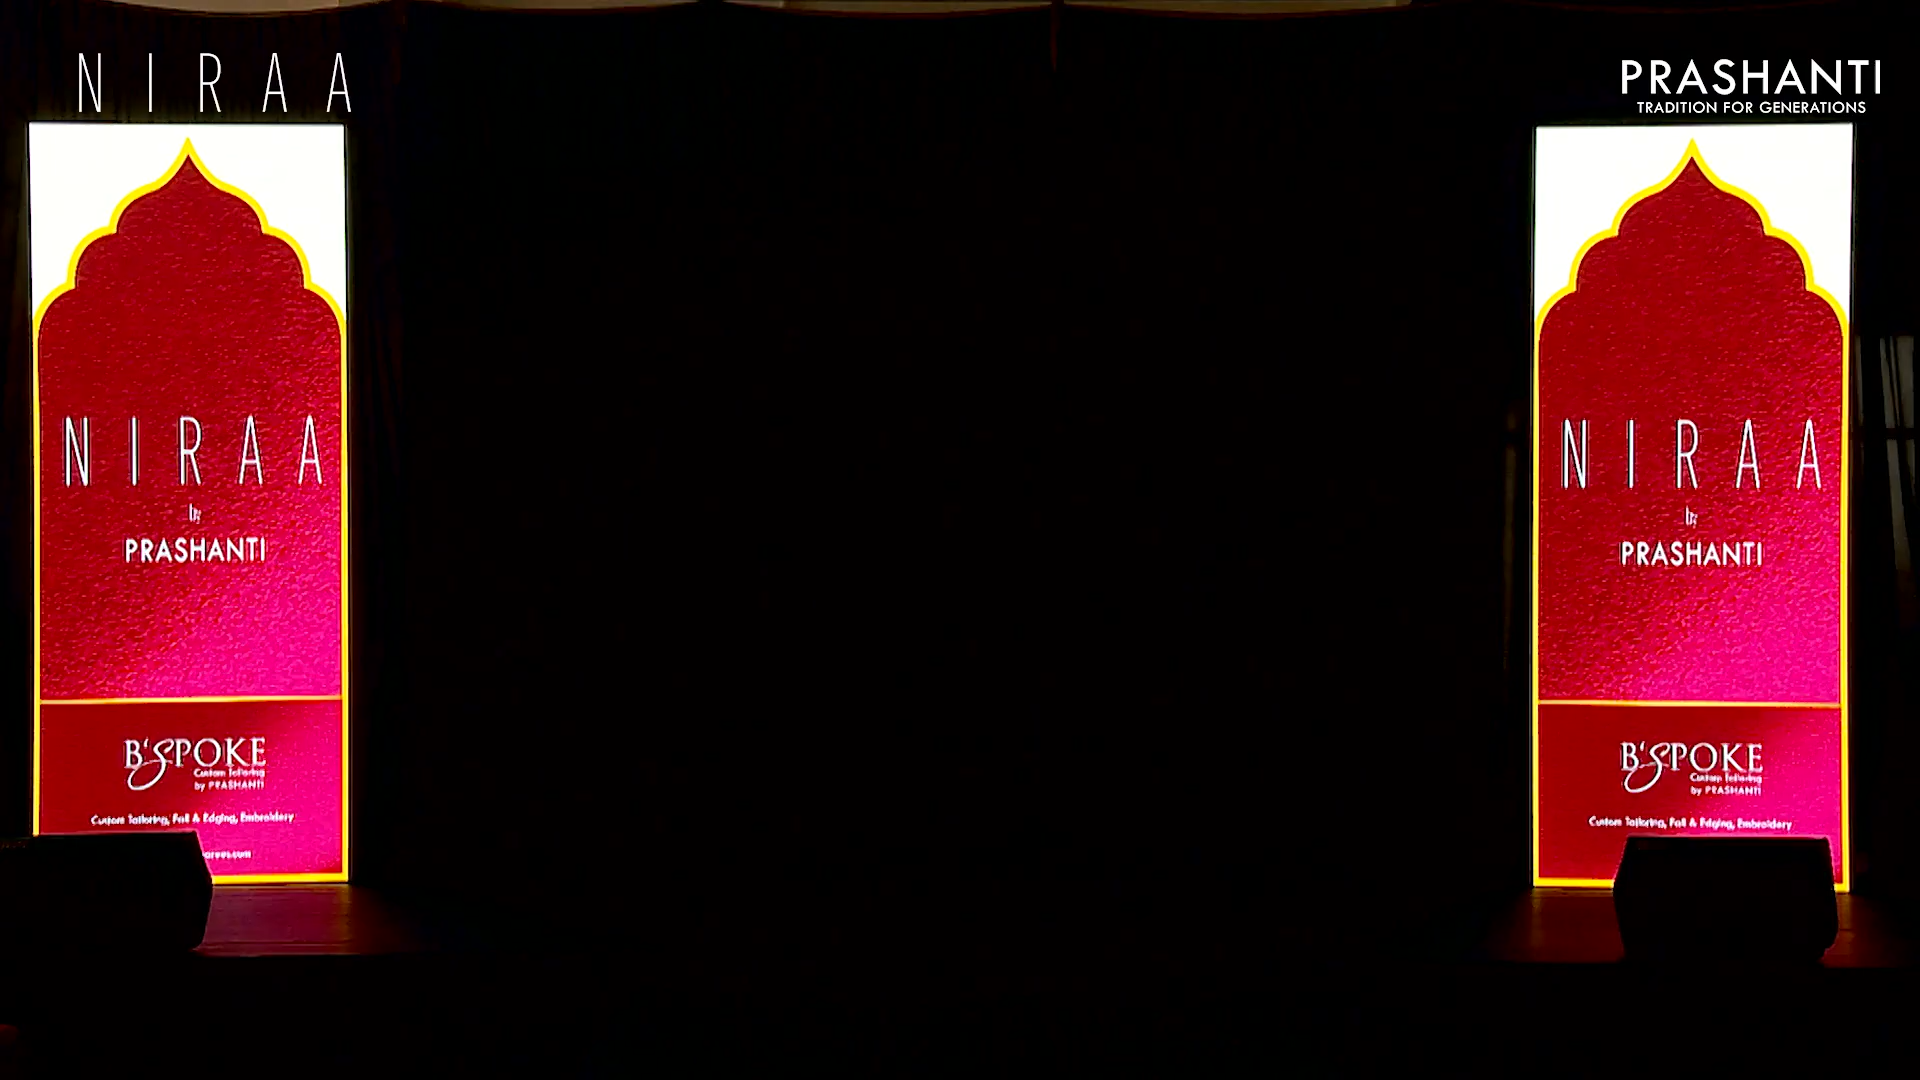 NIRAA
PRASHANTI
TRADITION FOR GENERATIONS
NIRAA
by
PRASHANTI
B'SPOKE
Custom Tailoring
by PRASHANTI
Custom Tailoring, Fall & Edging, Embroidery
NIRAA
by
PRASHANTI
B'SPOKE
Custom Tailoring
by PRASHANTI
Custom Tailoring, Fall & Edging, Embroidery